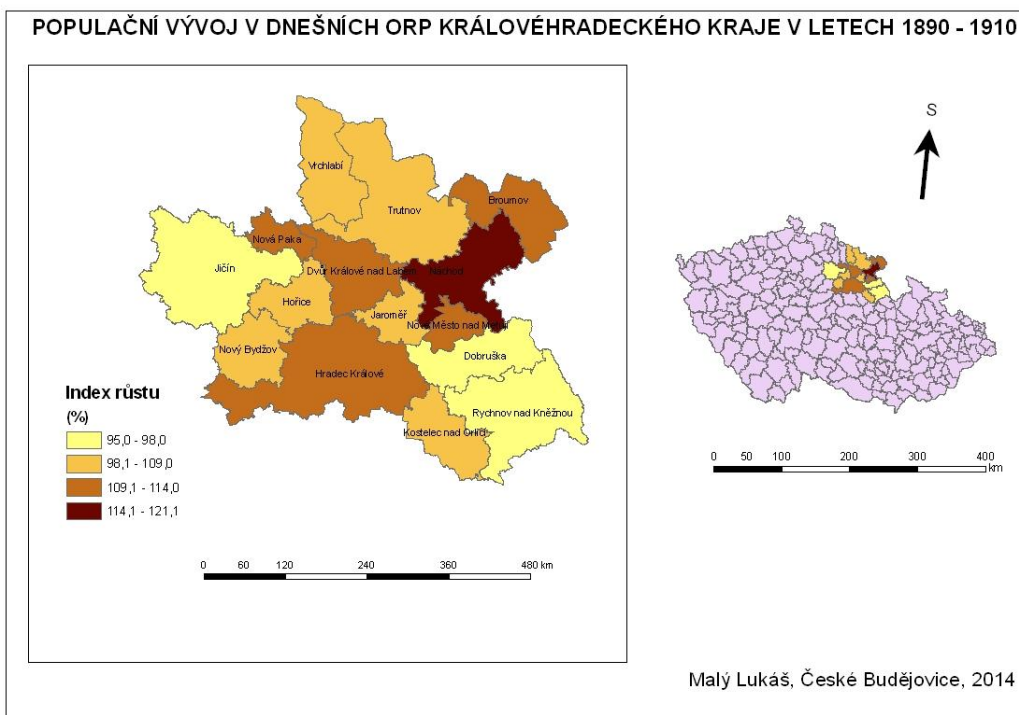 POPULAČNÍ VÝVOJ V DNEŠNÍCH ORP KRÁLOVÉHRADECKÉHO KRAJE V LETECH 1890 - 1910
S
Vrchlabí
Trutnov
Broumov
Nová Paka
Jičín
Dvůr Králové nad Labem
Náchod
Hořice
Jaroměř
Nové Město nad Metují
Nový Bydžov
Dobruška
Hradec Králové
Rychnov nad Kněžnou
Kostelec nad Orlicí
Index růstu
(%)
95,0 - 98,0
98,1 - 109,0
109,1 - 114,0
114,1 - 121,1
0 60 120 240 360 480 km
0 50 100 200 300 400
km
Malý Lukáš, České Budějovice, 2014